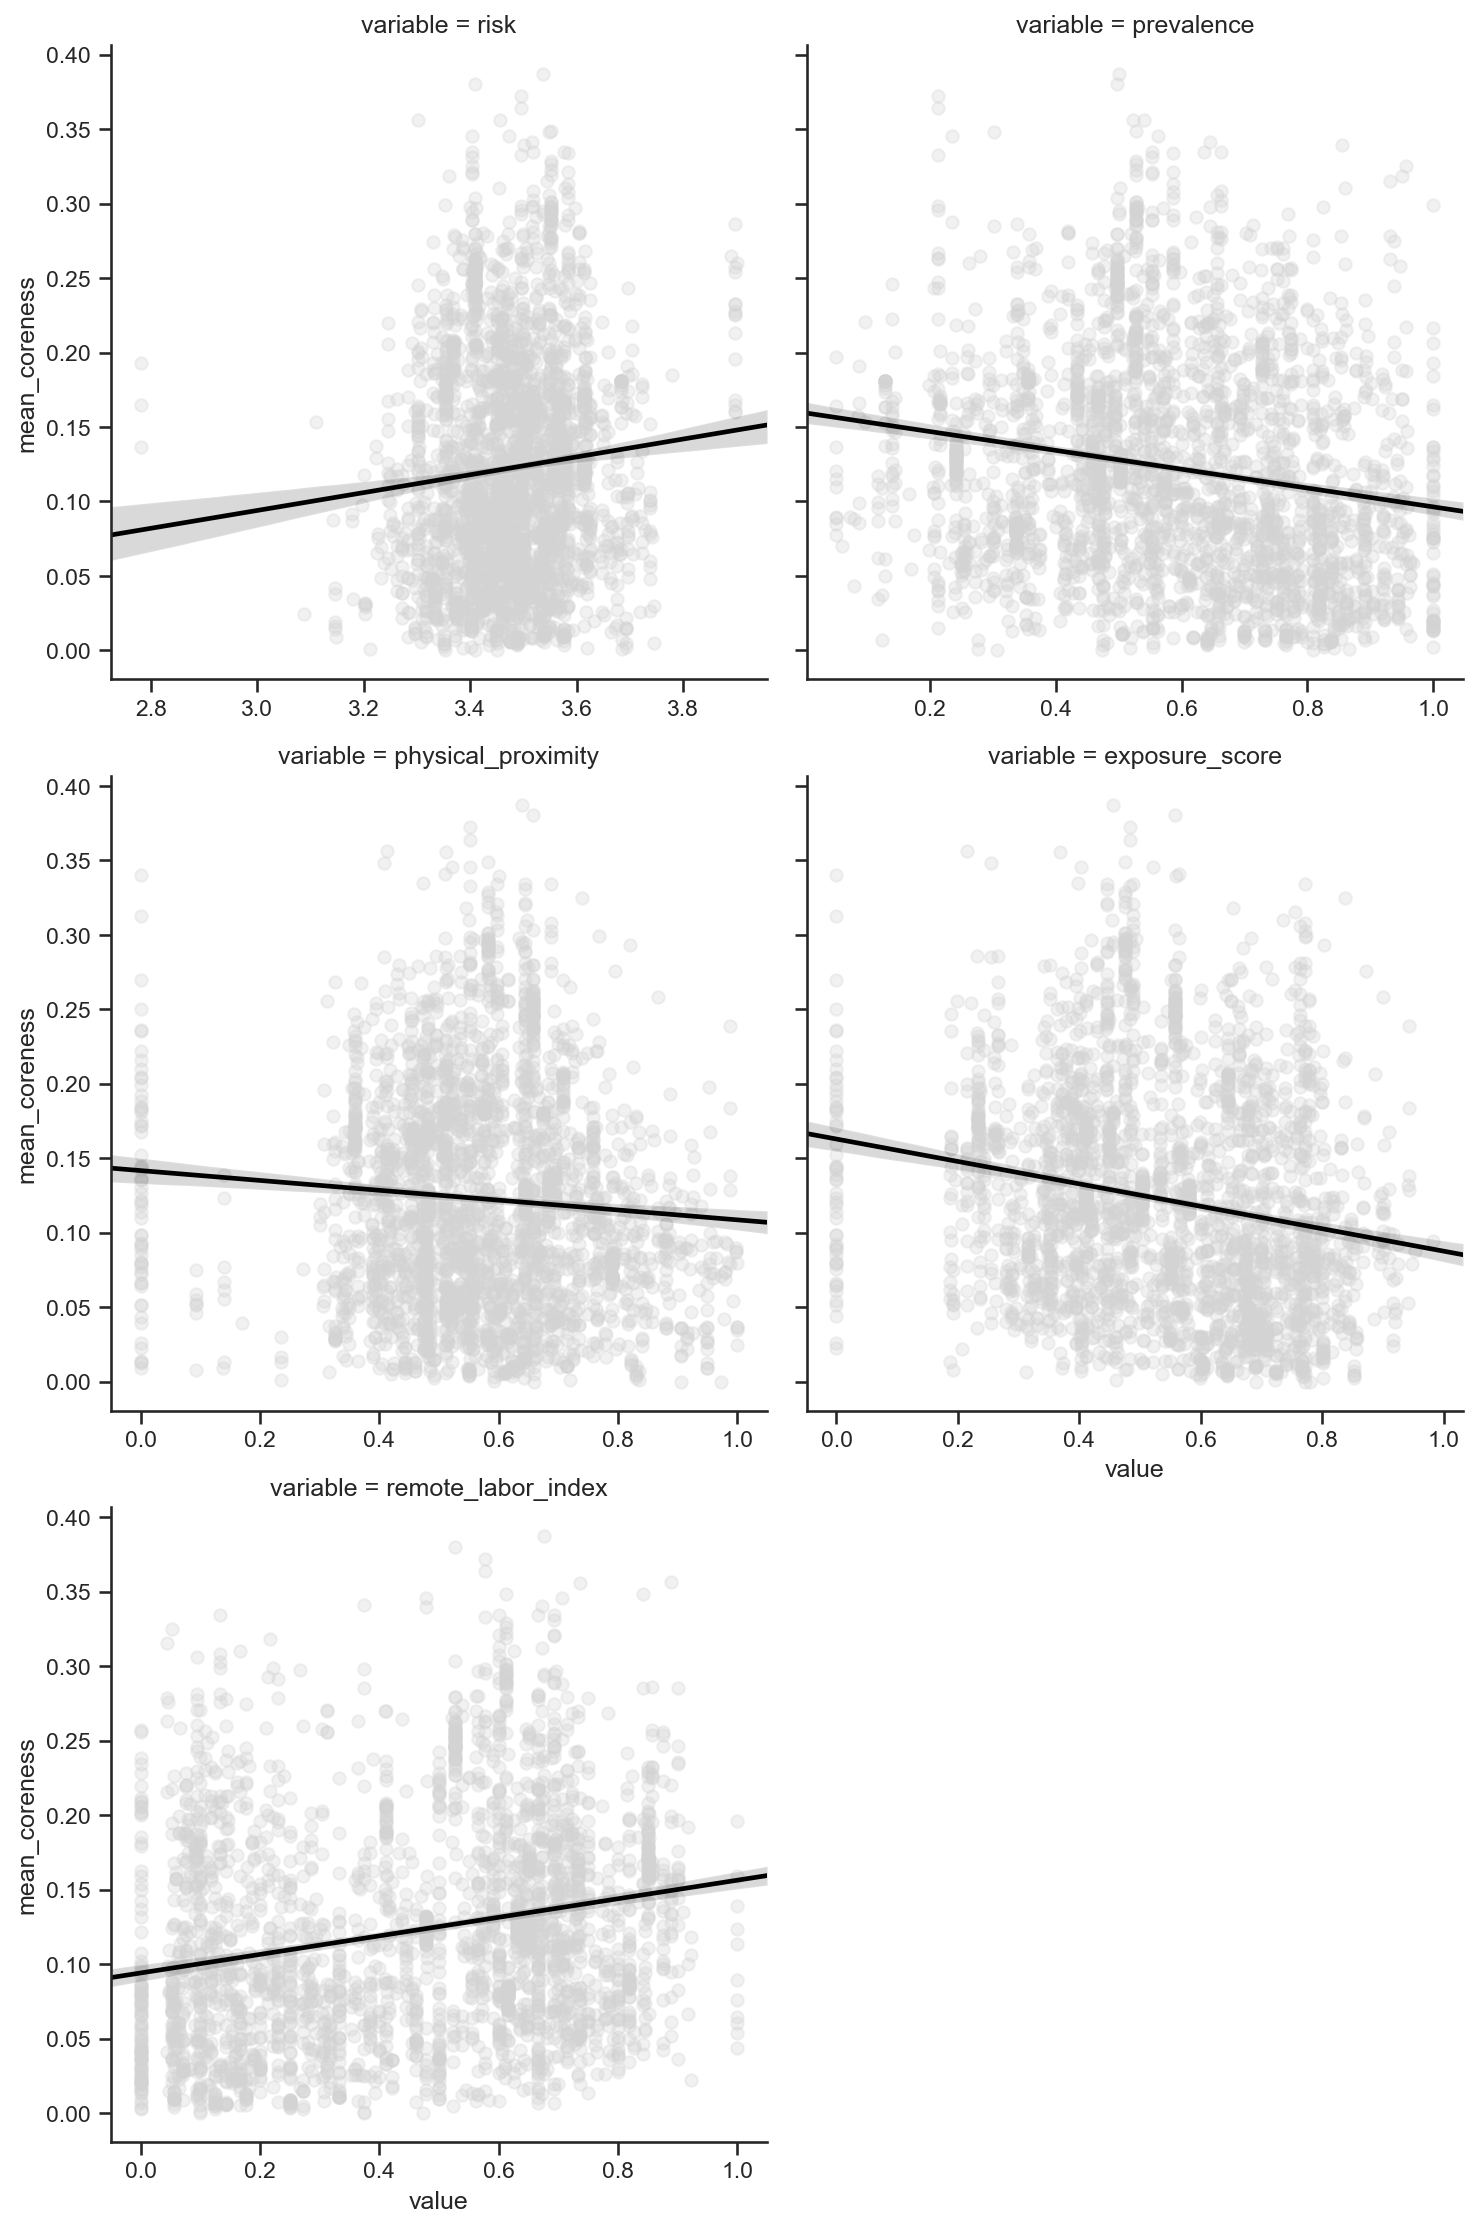 variable = risk
variable = prevalence
0.40
0.35
0.30
0.25
0.20
0.15
0.10
0.05
0.00
mean_coreness
2.8 3.0 3.2 3.4 3.6 3.8
0.2 0.4 0.6 0.8 1.0
variable = physical_proximity
variable = exposure_score
0.40
0.35
0.30
0.25
0.20
0.15
0.10
0.05
0.00
mean_coreness
0.0 0.2 0.4 0.6 0.8 1.0
0.0 0.2 0.4 0.6 0.8 1.0
value
variable = remote_labor_index
0.40
0.35
0.30
0.25
0.20
0.15
0.10
0.05
0.00
mean_coreness
0.0 0.2 0.4 0.6 0.8 1.0
value